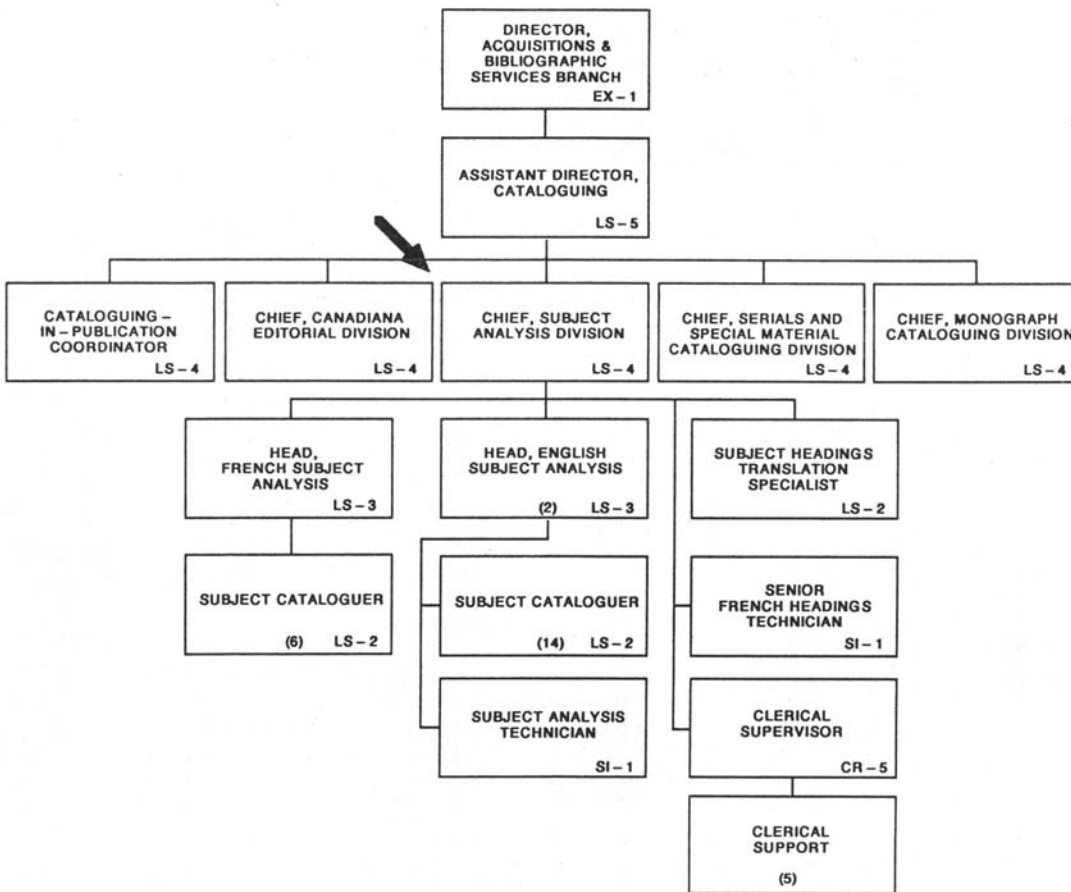 DIRECTOR,
ACQUISITIONS &
BIBLIOGRAPHIC
SERVICES BRANCH
EX – 1
ASSISTANT DIRECTOR,
CATALOGUING
LS – 5
CATALOGUING –
IN – PUBLICATION
COORDINATOR
LS – 4
CHIEF, CANADIANA
EDITORIAL DIVISION
LS – 4
CHIEF, SUBJECT
ANALYSIS DIVISION
LS – 4
CHIEF, SERIALS AND
SPECIAL MATERIAL
CATALOGUING DIVISION
LS – 4
CHIEF, MONOGRAPH
CATALOGUING DIVISION
LS – 4
HEAD,
FRENCH SUBJECT
ANALYSIS
LS – 3
HEAD, ENGLISH
SUBJECT ANALYSIS
(2) LS – 3
SUBJECT HEADINGS
TRANSLATION
SPECIALIST
LS – 2
SUBJECT CATALOGUER
(6) LS – 2
SUBJECT CATALOGUER
(14) LS – 2
SENIOR
FRENCH HEADINGS
TECHNICIAN
SI – 1
SUBJECT ANALYSIS
TECHNICIAN
SI – 1
CLERICAL
SUPERVISOR
CR – 5
CLERICAL
SUPPORT
(5)